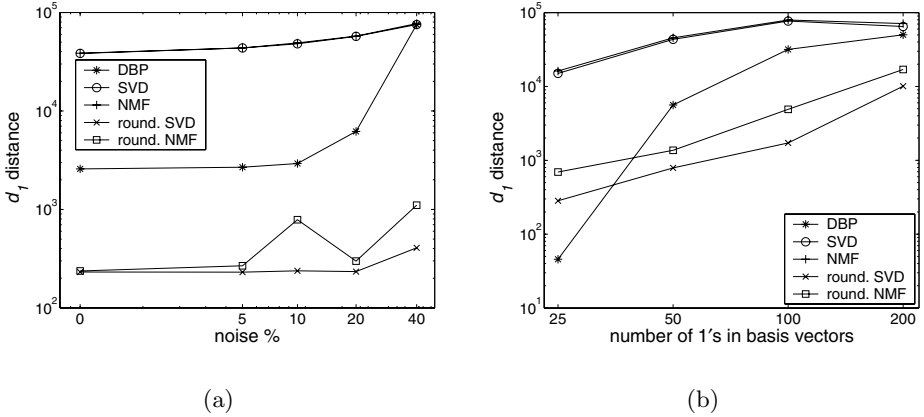 10^5
10^4
10^3
10^2
d_1 distance
DBP
SVD
NMF
round. SVD
round. NMF
0
5
10
20
40
noise %
(a)
10^5
10^4
10^3
10^2
10^1
d_1 distance
DBP
SVD
NMF
round. SVD
round. NMF
25
50
100
200
number of 1's in basis vectors
(b)